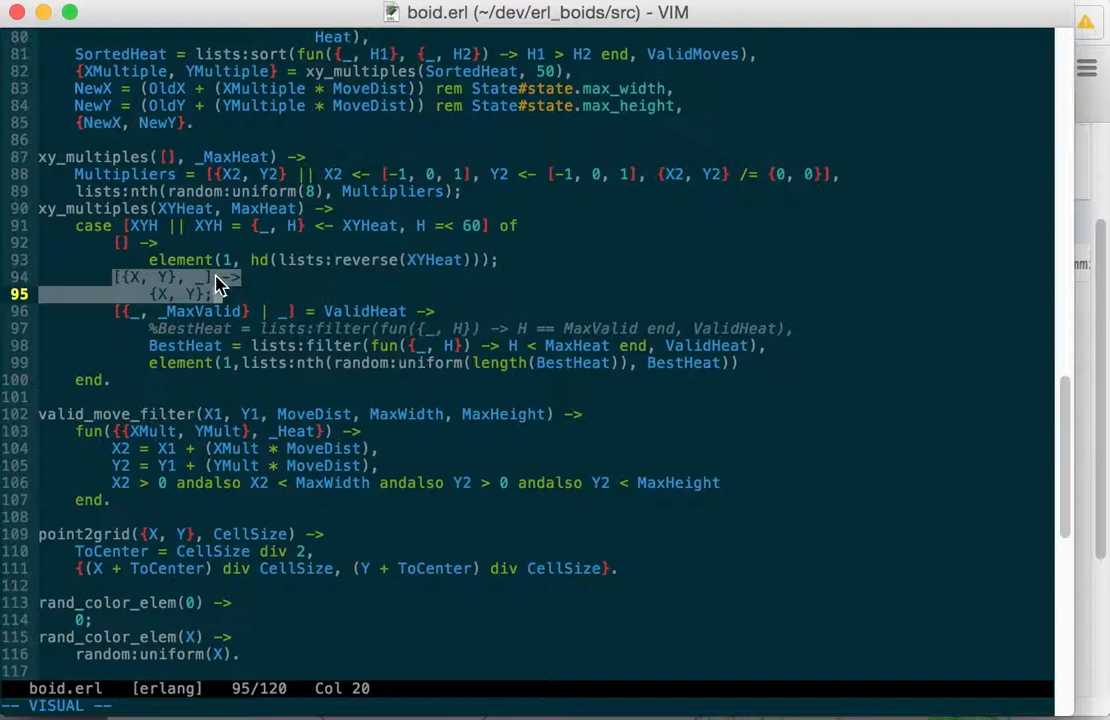 boid.erl (~/dev/erl_boids/src) - VIM
80                               Heat),
81     SortedHeat = lists:sort(fun({_, H1}, {_, H2}) -> H1 > H2 end, ValidMoves),
82     {XMultiple, YMultiple} = xy_multiples(SortedHeat, 50),
83     NewX = (OldX + (XMultiple * MoveDist)) rem State#state.max_width,
84     NewY = (OldY + (YMultiple * MoveDist)) rem State#state.max_height,
85     {NewX, NewY}.
86
87 xy_multiples([], _MaxHeat) ->
88     Multipliers = [{X2, Y2} || X2 <- [-1, 0, 1], Y2 <- [-1, 0, 1], {X2, Y2} /= {0, 0}],
89     lists:nth(random:uniform(8), Multipliers);
90 xy_multiples(XYHeat, MaxHeat) ->
91     case [XYH || XYH = {_, H} <- XYHeat, H =< 60] of
92         [] ->
93             element(1, hd(lists:reverse(XYHeat)));
94         [{X, Y}, _] ->
95             {X, Y};
96         [{_, _MaxValid} | _] = ValidHeat ->
97             %BestHeat = lists:filter(fun({_, H}) -> H == MaxValid end, ValidHeat),
98             BestHeat = lists:filter(fun({_, H}) -> H < MaxHeat end, ValidHeat),
99             element(1,lists:nth(random:uniform(length(BestHeat)), BestHeat))
100     end.
101
102 valid_move_filter(X1, Y1, MoveDist, MaxWidth, MaxHeight) ->
103     fun({{XMult, YMult}, _Heat}) ->
104         X2 = X1 + (XMult * MoveDist),
105         Y2 = Y1 + (YMult * MoveDist),
106         X2 > 0 andalso X2 < MaxWidth andalso Y2 > 0 andalso Y2 < MaxHeight
107     end.
108
109 point2grid({X, Y}, CellSize) ->
110     ToCenter = CellSize div 2,
111     {(X + ToCenter) div CellSize, (Y + ToCenter) div CellSize}.
112
113 rand_color_elem(0) ->
114     0;
115 rand_color_elem(X) ->
116     random:uniform(X).
117
boid.erl   [erlang]   95/120   Col 20
-- VISUAL --